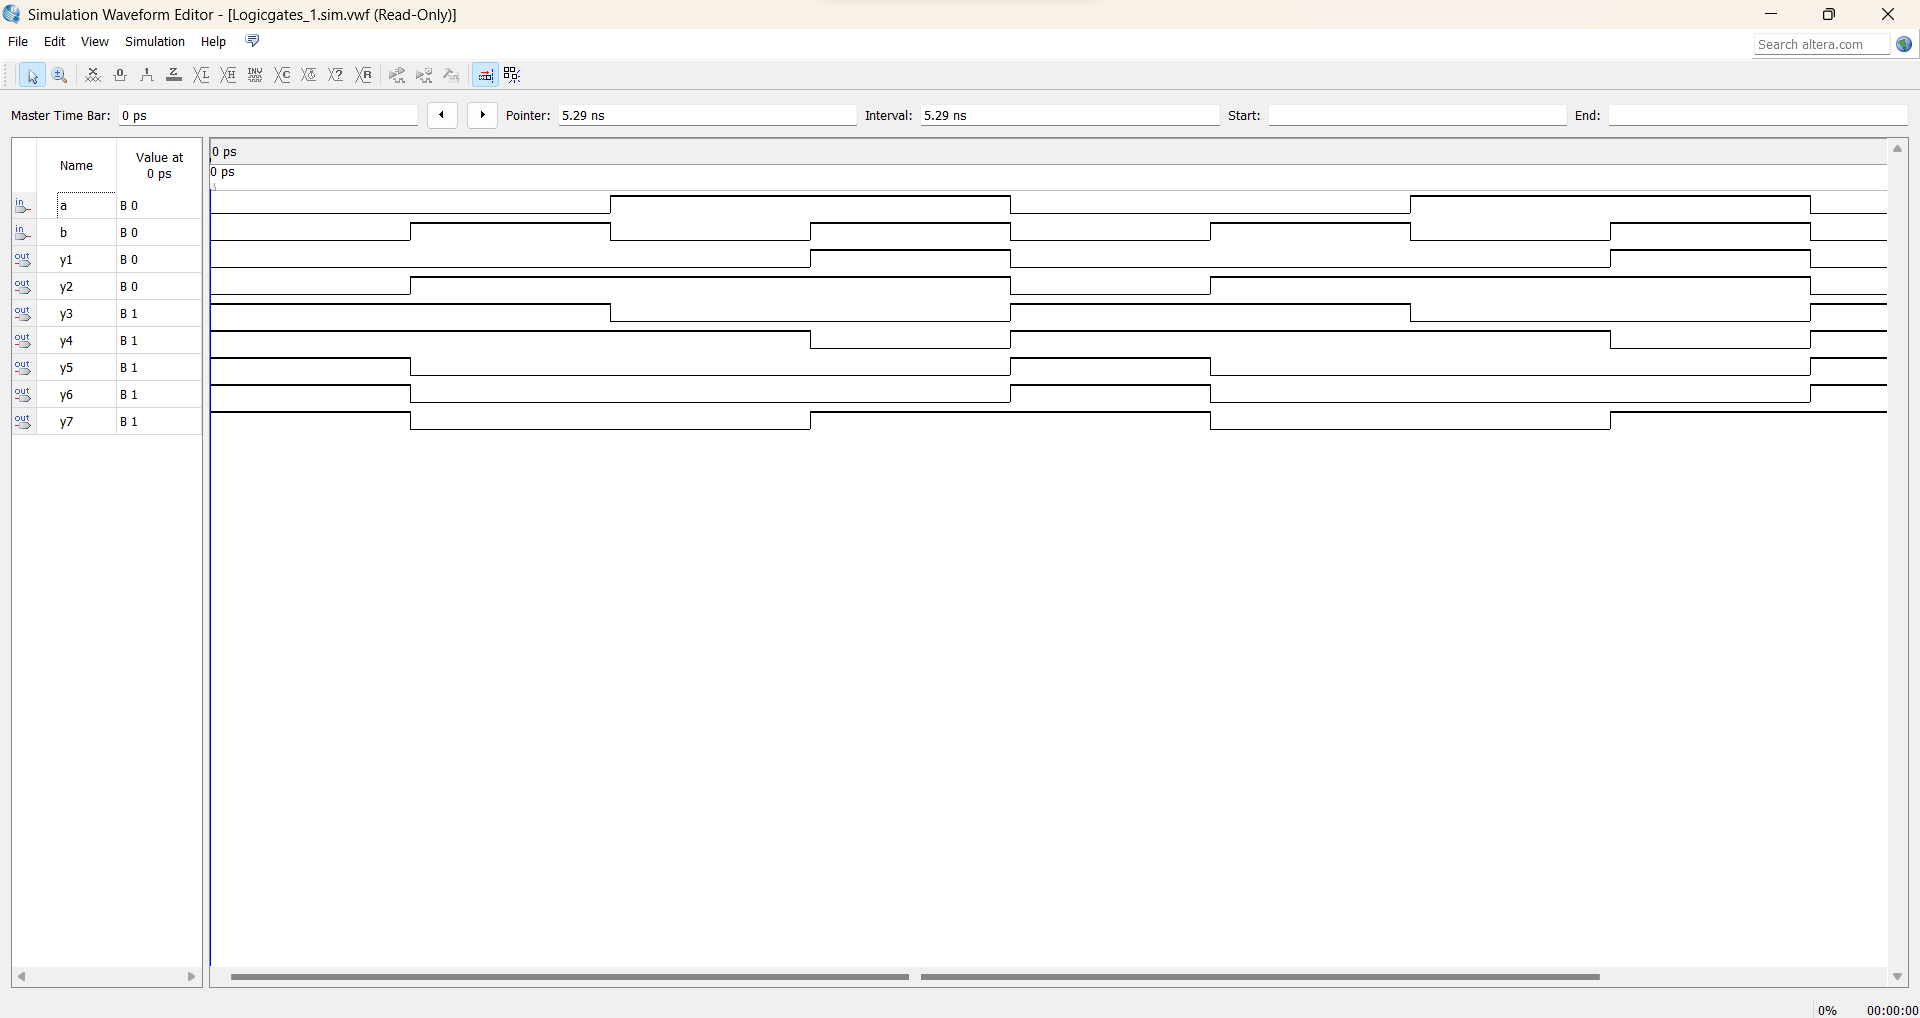 Simulation Waveform Editor - [Logicgates_1.sim.vwf (Read-Only)]
File Edit View Simulation Help
Search altera.com
Master Time Bar: 0 ps Pointer: 5.29 ns Interval: 5.29 ns Start: End:
Name Value at 0 ps
0 ps
0 ps
in a B 0
in b B 0
out y1 B 0
out y2 B 0
out y3 B 1
out y4 B 1
out y5 B 1
out y6 B 1
out y7 B 1
0% 00:00:00